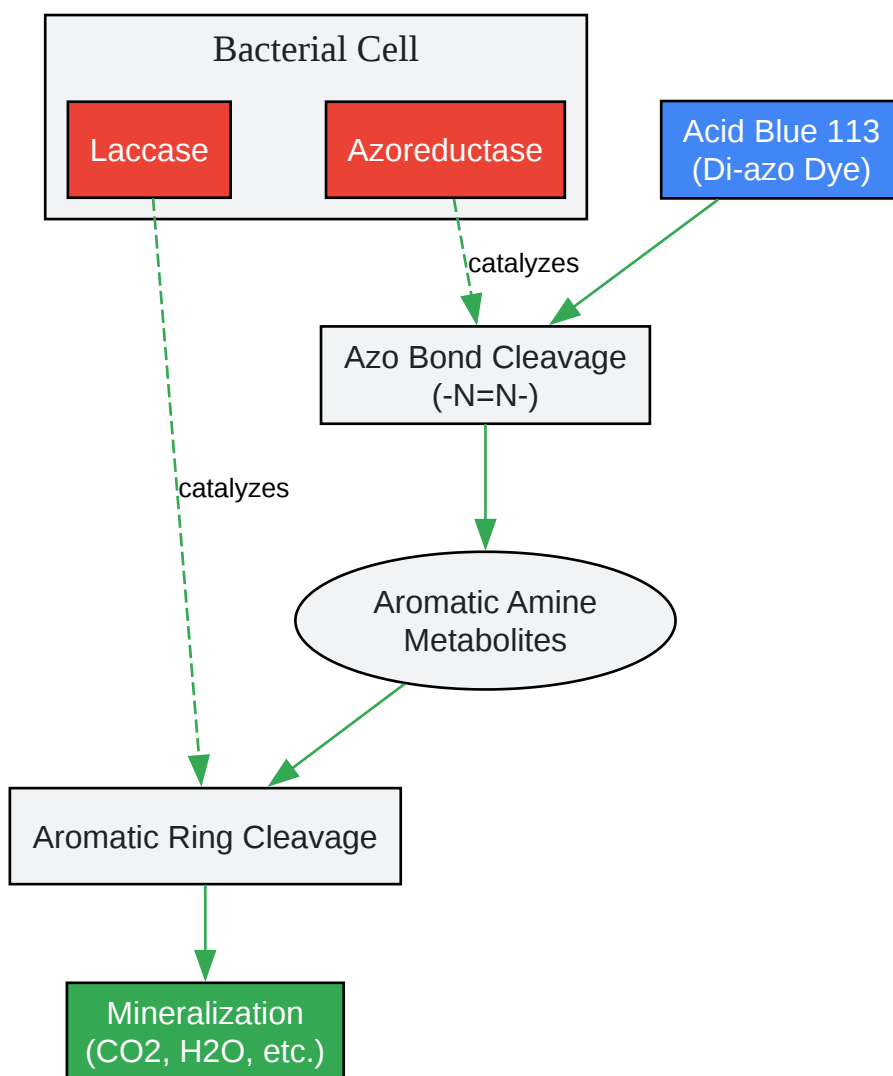 Bacterial Cell
Laccase
Azoreductase
Acid Blue 113
(Di-azo Dye)
catalyzes
Azo Bond Cleavage
(-N=N-)
catalyzes
Aromatic Amine
Metabolites
Aromatic Ring Cleavage
Mineralization
(CO2, H2O, etc.)